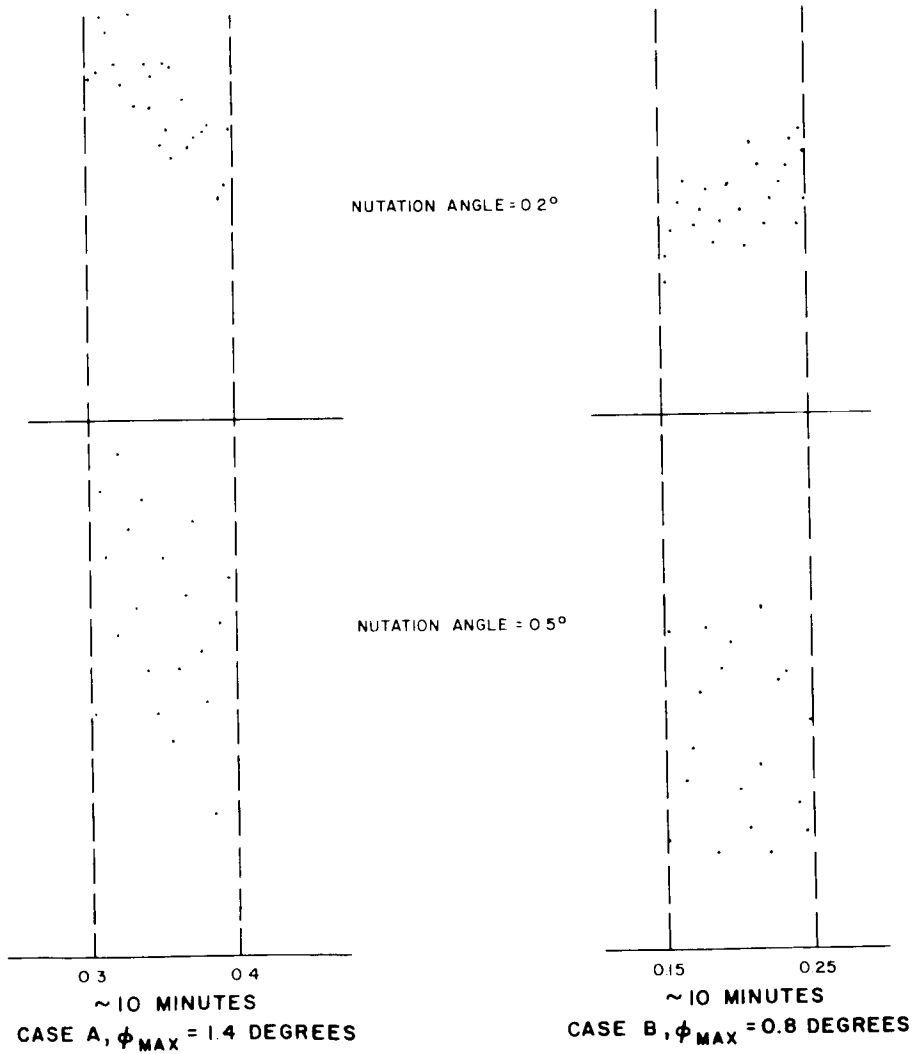 NUTATION ANGLE = 0.2°
NUTATION ANGLE = 0.5°
0.3 0.4
~10 MINUTES
CASE A, ϕMAX = 1.4 DEGREES
0.15 0.25
~10 MINUTES
CASE B, ϕMAX = 0.8 DEGREES